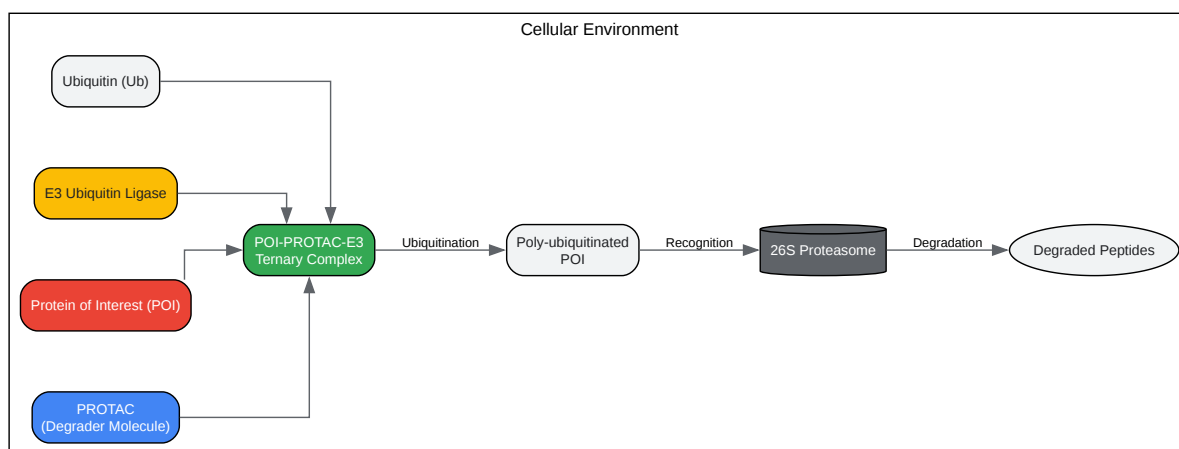 Cellular Environment
Ubiquitin (Ub)
E3 Ubiquitin Ligase
Protein of Interest (POI)
PROTAC
(Degrader Molecule)
POI-PROTAC-E3
Ternary Complex
Ubiquitination
Poly-ubiquitinated
POI
Recognition
26S Proteasome
Degradation
Degraded Peptides